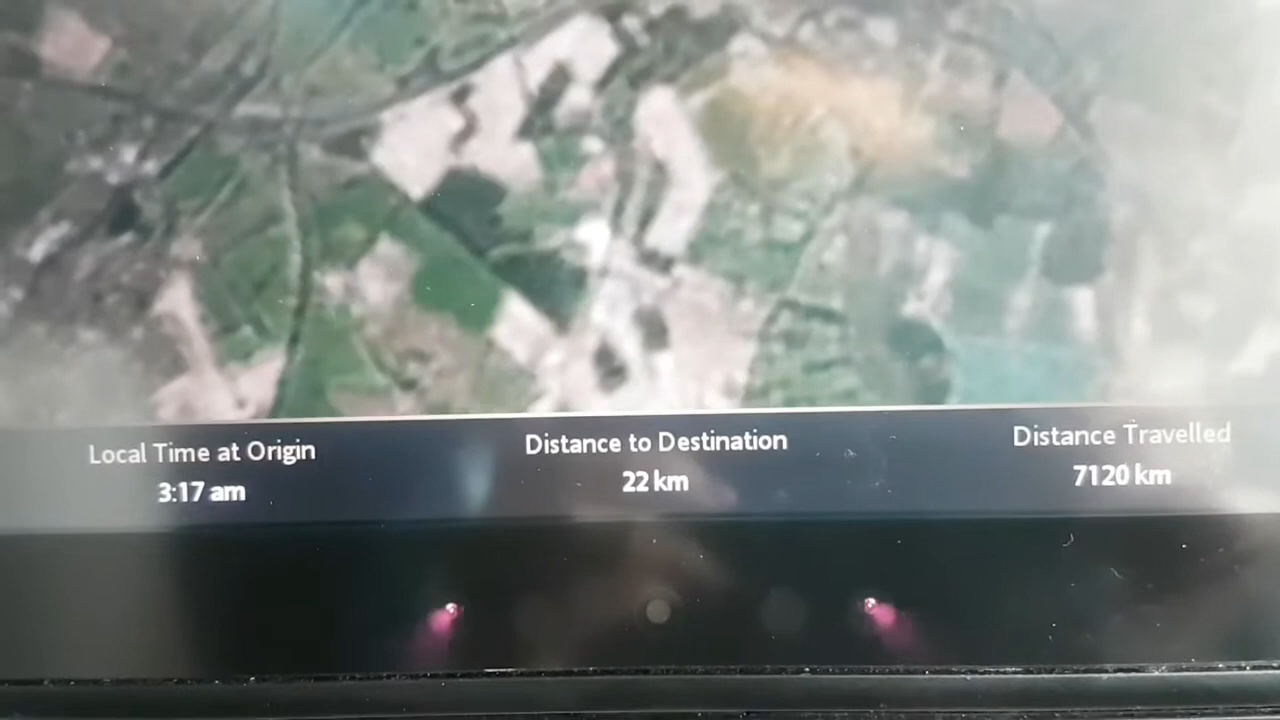 Local Time at Origin
3:17 am
Distance to Destination
22 km
Distance Travelled
7120 km